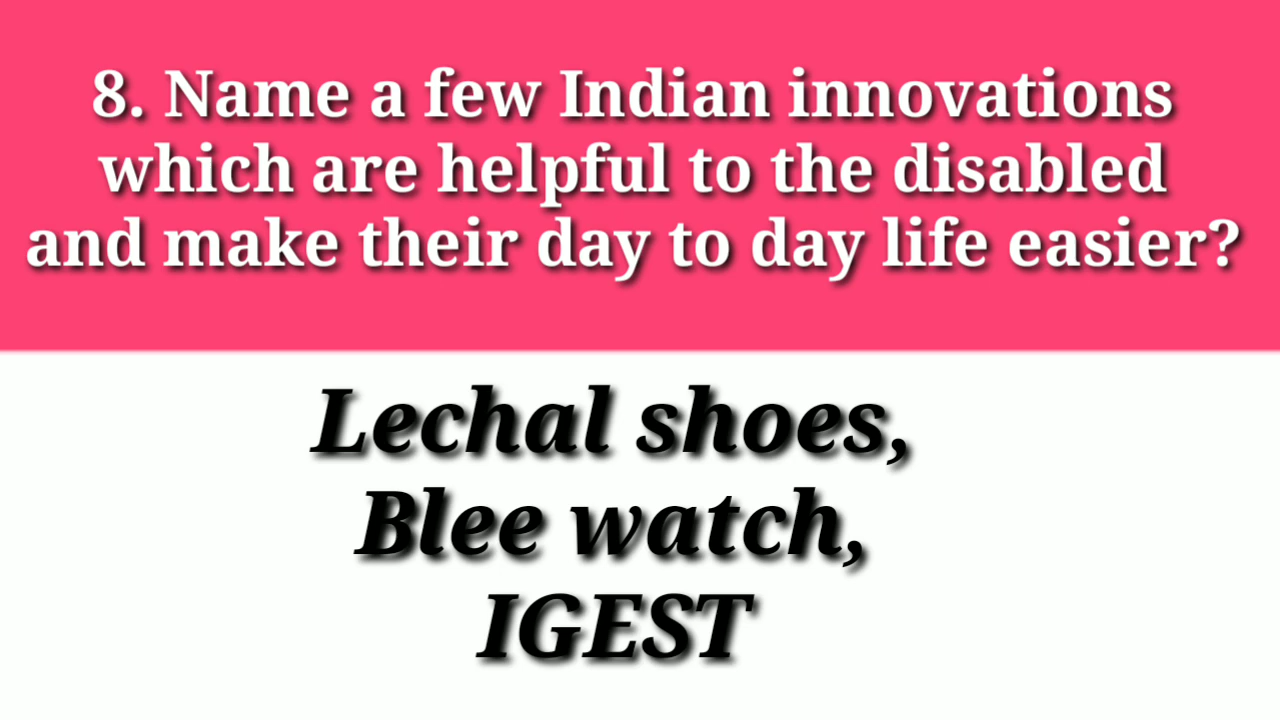 8. Name a few Indian innovations
which are helpful to the disabled
and make their day to day life easier?
Lechal shoes,
Blee watch,
IGEST